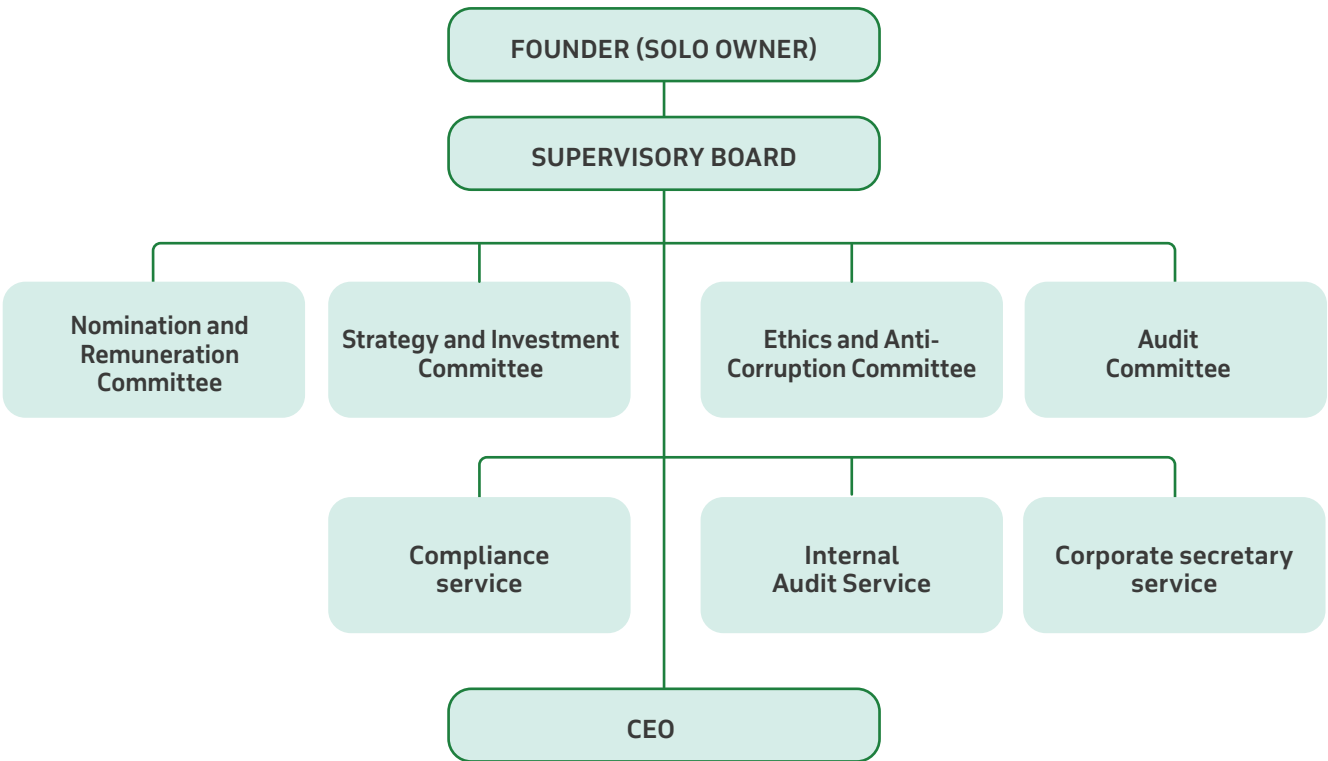 FOUNDER (SOLO OWNER)
SUPERVISORY BOARD
Nomination and
Remuneration
Committee
Strategy and Investment
Committee
Ethics and Anti-
Corruption Committee
Audit
Committee
Compliance
service
Internal
Audit Service
Corporate secretary
service
CEO